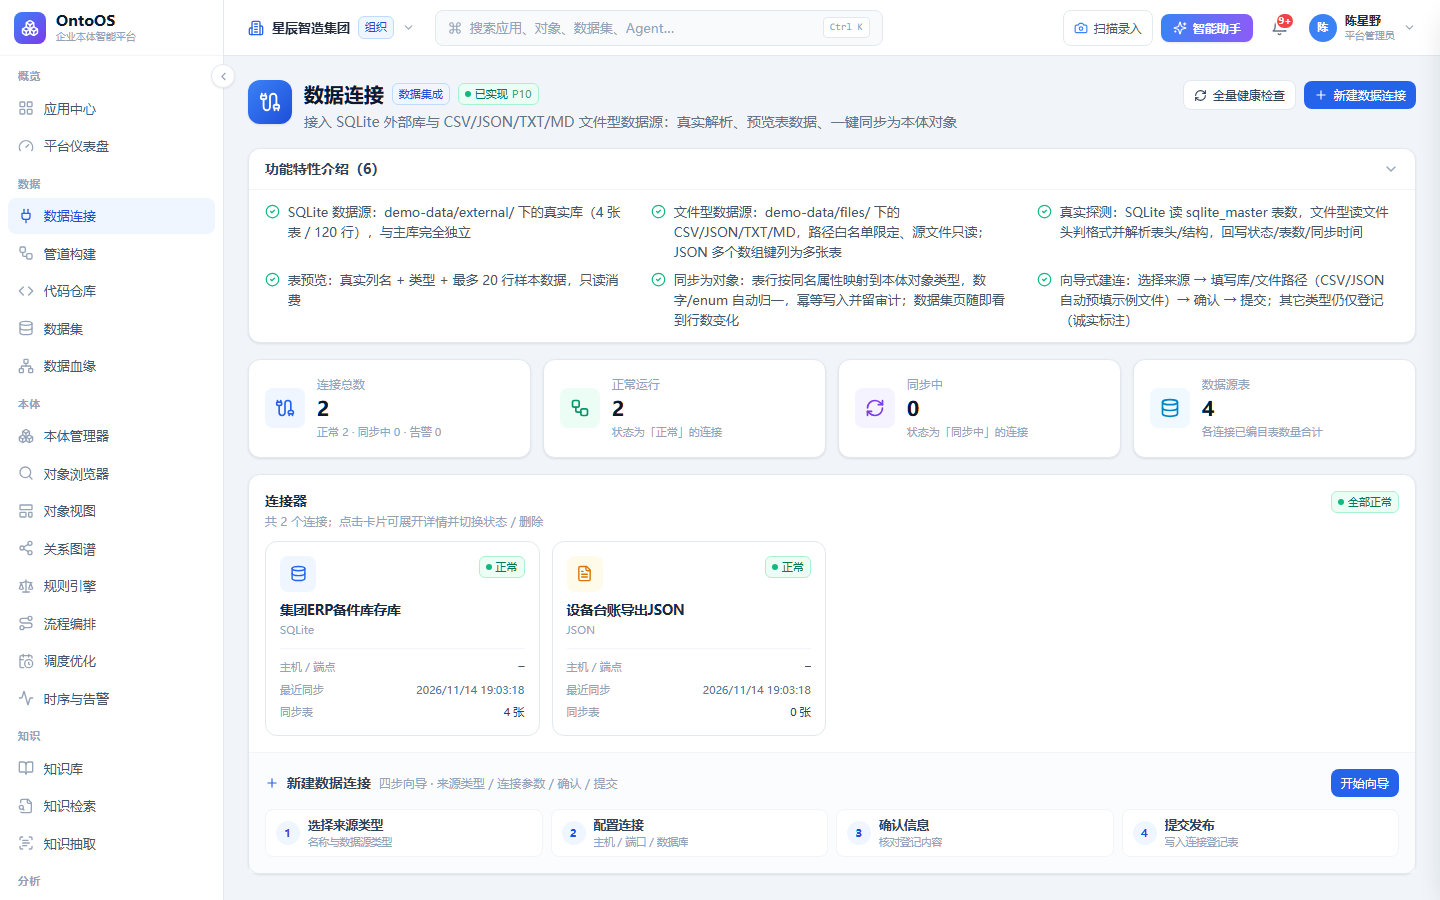 OntoOS
企业本体智能平台
星辰智造集团 组织
搜索应用、对象、数据集、Agent... Ctrl K
扫描录入
智能助手
9+
陈
陈星野
平台管理员
概览
应用中心
平台仪表盘
数据
数据连接
管道构建
代码仓库
数据集
数据血缘
本体
本体管理器
对象浏览器
对象视图
关系图谱
规则引擎
流程编排
调度优化
时序与告警
知识
知识库
知识检索
知识抽取
分析
数据连接 数据集成 已实现 P10
接入 SQLite 外部库与 CSV/JSON/TXT/MD 文件型数据源：真实解析、预览表数据、一键同步为本体对象
全量健康检查
新建数据连接
功能特性介绍（6）
SQLite 数据源：demo-data/external/ 下的真实库（4 张
表 / 120 行），与主库完全独立
文件型数据源：demo-data/files/ 下的
CSV/JSON/TXT/MD，路径白名单限定、源文件只读；
JSON 多个数组键列为多张表
真实探测：SQLite 读 sqlite_master 表数，文件型读文件
头判格式并解析表头/结构，回写状态/表数/同步时间
表预览：真实列名 + 类型 + 最多 20 行样本数据，只读消
费
同步为对象：表行按同名属性映射到本体对象类型，数
字/enum 自动归一，幂等写入并留审计；数据集页随即看
到行数变化
向导式建连：选择来源 → 填写库/文件路径（CSV/JSON
自动预填示例文件）→ 确认 → 提交；其它类型仍仅登记
（诚实标注）
连接总数
2
正常 2 · 同步中 0 · 告警 0
正常运行
2
状态为「正常」的连接
同步中
0
状态为「同步中」的连接
数据源表
4
各连接已编目表数量合计
连接器
共 2 个连接；点击卡片可展开详情并切换状态 / 删除
全部正常
正常
集团ERP备件库存库
SQLite
主机 / 端点 –
最近同步 2026/11/14 19:03:18
同步表 4 张
正常
设备台账导出JSON
JSON
主机 / 端点 –
最近同步 2026/11/14 19:03:18
同步表 0 张
新建数据连接 四步向导 · 来源类型 / 连接参数 / 确认 / 提交
开始向导
1 选择来源类型
名称与数据源类型
2 配置连接
主机 / 端口 / 数据库
3 确认信息
核对登记内容
4 提交发布
写入连接登记表